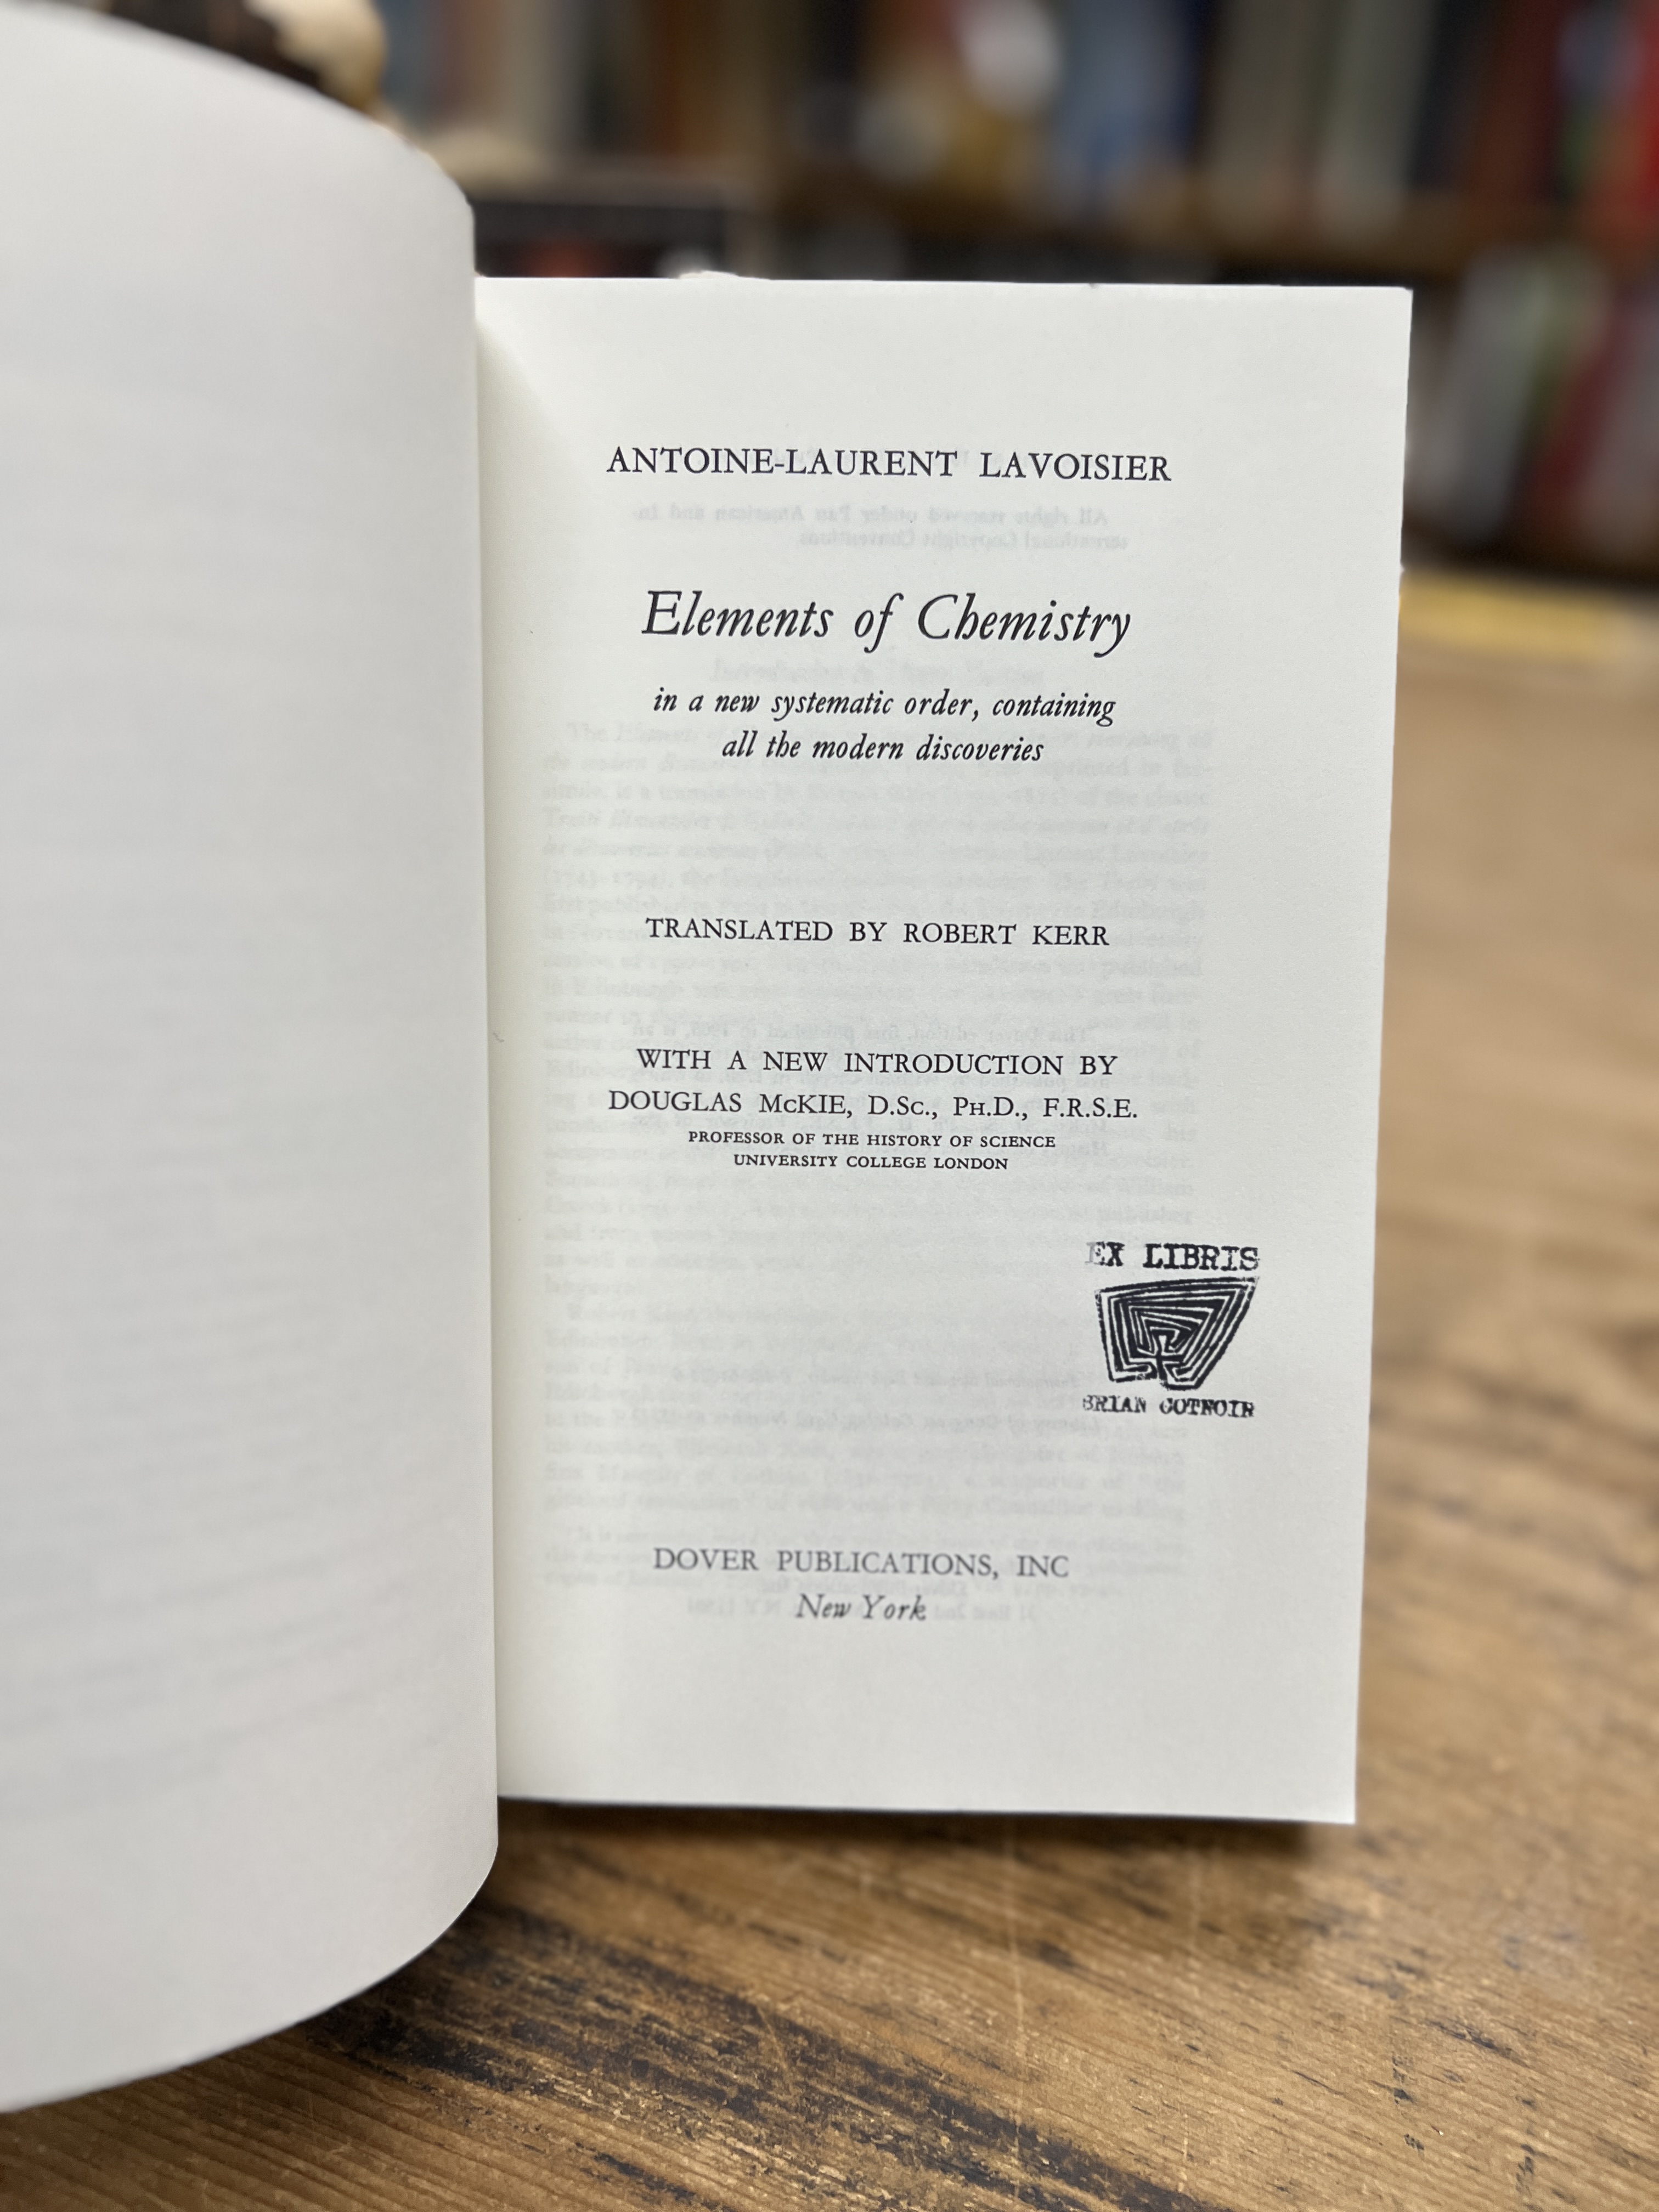 ANTOINE-LAURENT LAVOISIER
Elements of Chemistry
in a new systematic order, containing
all the modern discoveries
TRANSLATED BY ROBERT KERR
WITH A NEW INTRODUCTION BY
DOUGLAS McKIE, D.Sc., Ph.D., F.R.S.E.
PROFESSOR OF THE HISTORY OF SCIENCE
UNIVERSITY COLLEGE LONDON
EX LIBRIS
BRIAN COTNOIR
DOVER PUBLICATIONS, INC
New York